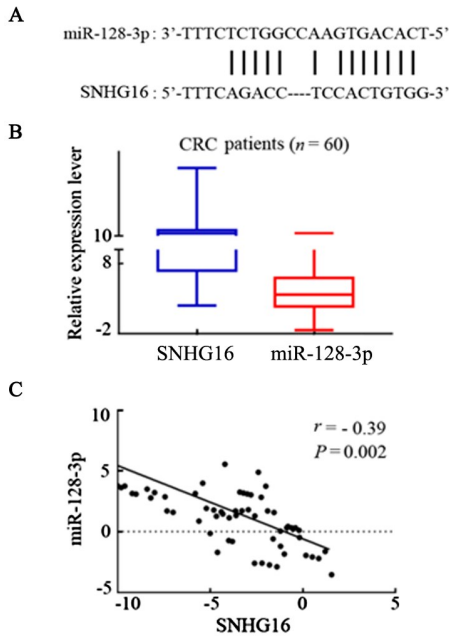 A
miR-128-3p : 3’-TTTCTCTGGCCAAGTGACACT-5’
SNHG16 : 5’-TTTCAGACC----TCCACTGTGG-3’
B
CRC patients (n = 60)
Relative expression lever
10
8
-2
SNHG16 miR-128-3p
C
10
r = - 0.39
P = 0.002
miR-128-3p
5
0
-5
-10 -5 0 5
SNHG16